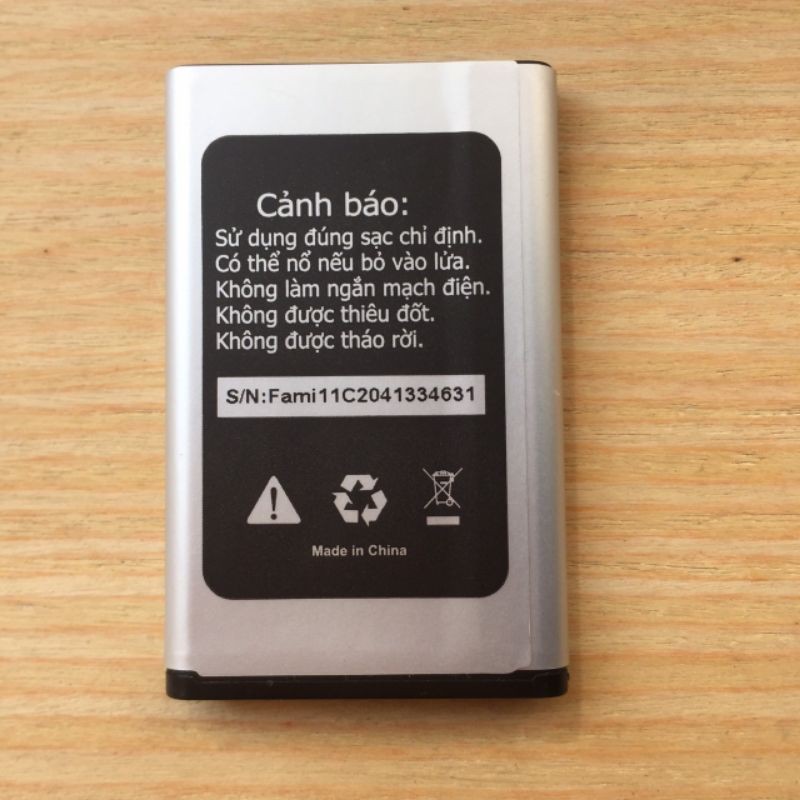 Cảnh báo:
Sử dụng đúng sạc chỉ định.
Có thể nổ nếu bỏ vào lửa.
Không làm ngắn mạch điện.
Không được thiêu đốt.
Không được tháo rời.
S/N:Fami11C2041334631
Made in China